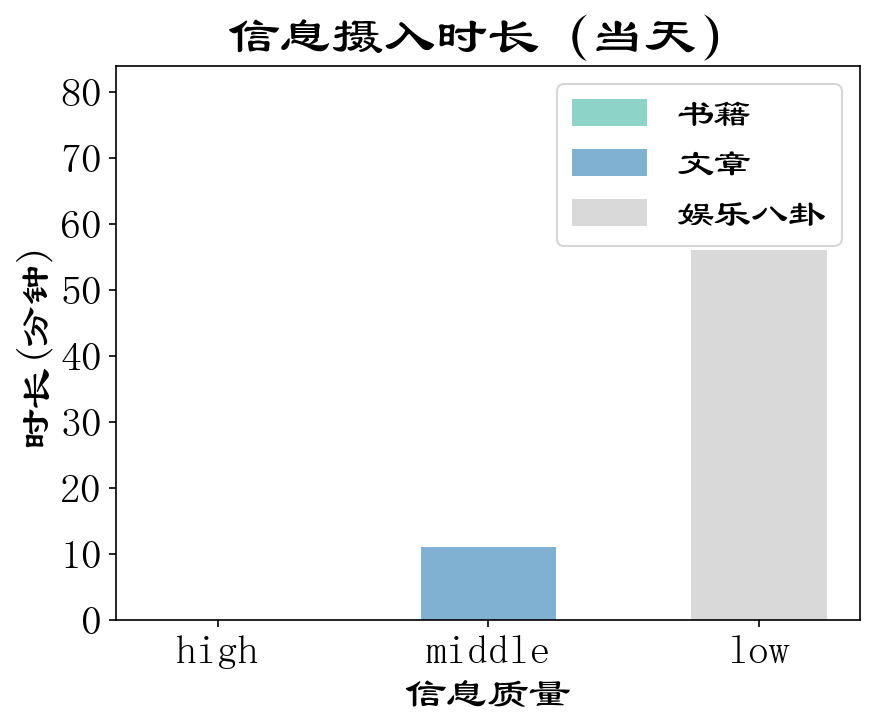 信息摄入时长（当天）
80
70
60
50
40
30
20
10
0
时长(分钟)
书籍
文章
娱乐八卦
high
middle
low
信息质量